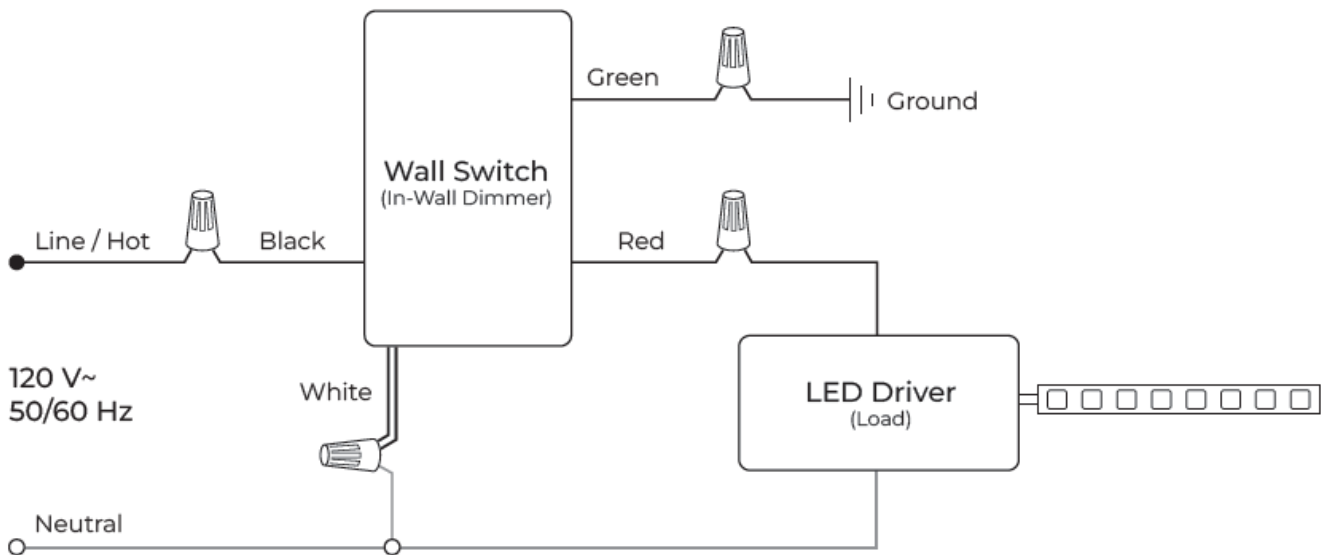 Green
Ground
Wall Switch
(In-Wall Dimmer)
Line / Hot
Black
Red
120 V~
50/60 Hz
White
LED Driver
(Load)
Neutral